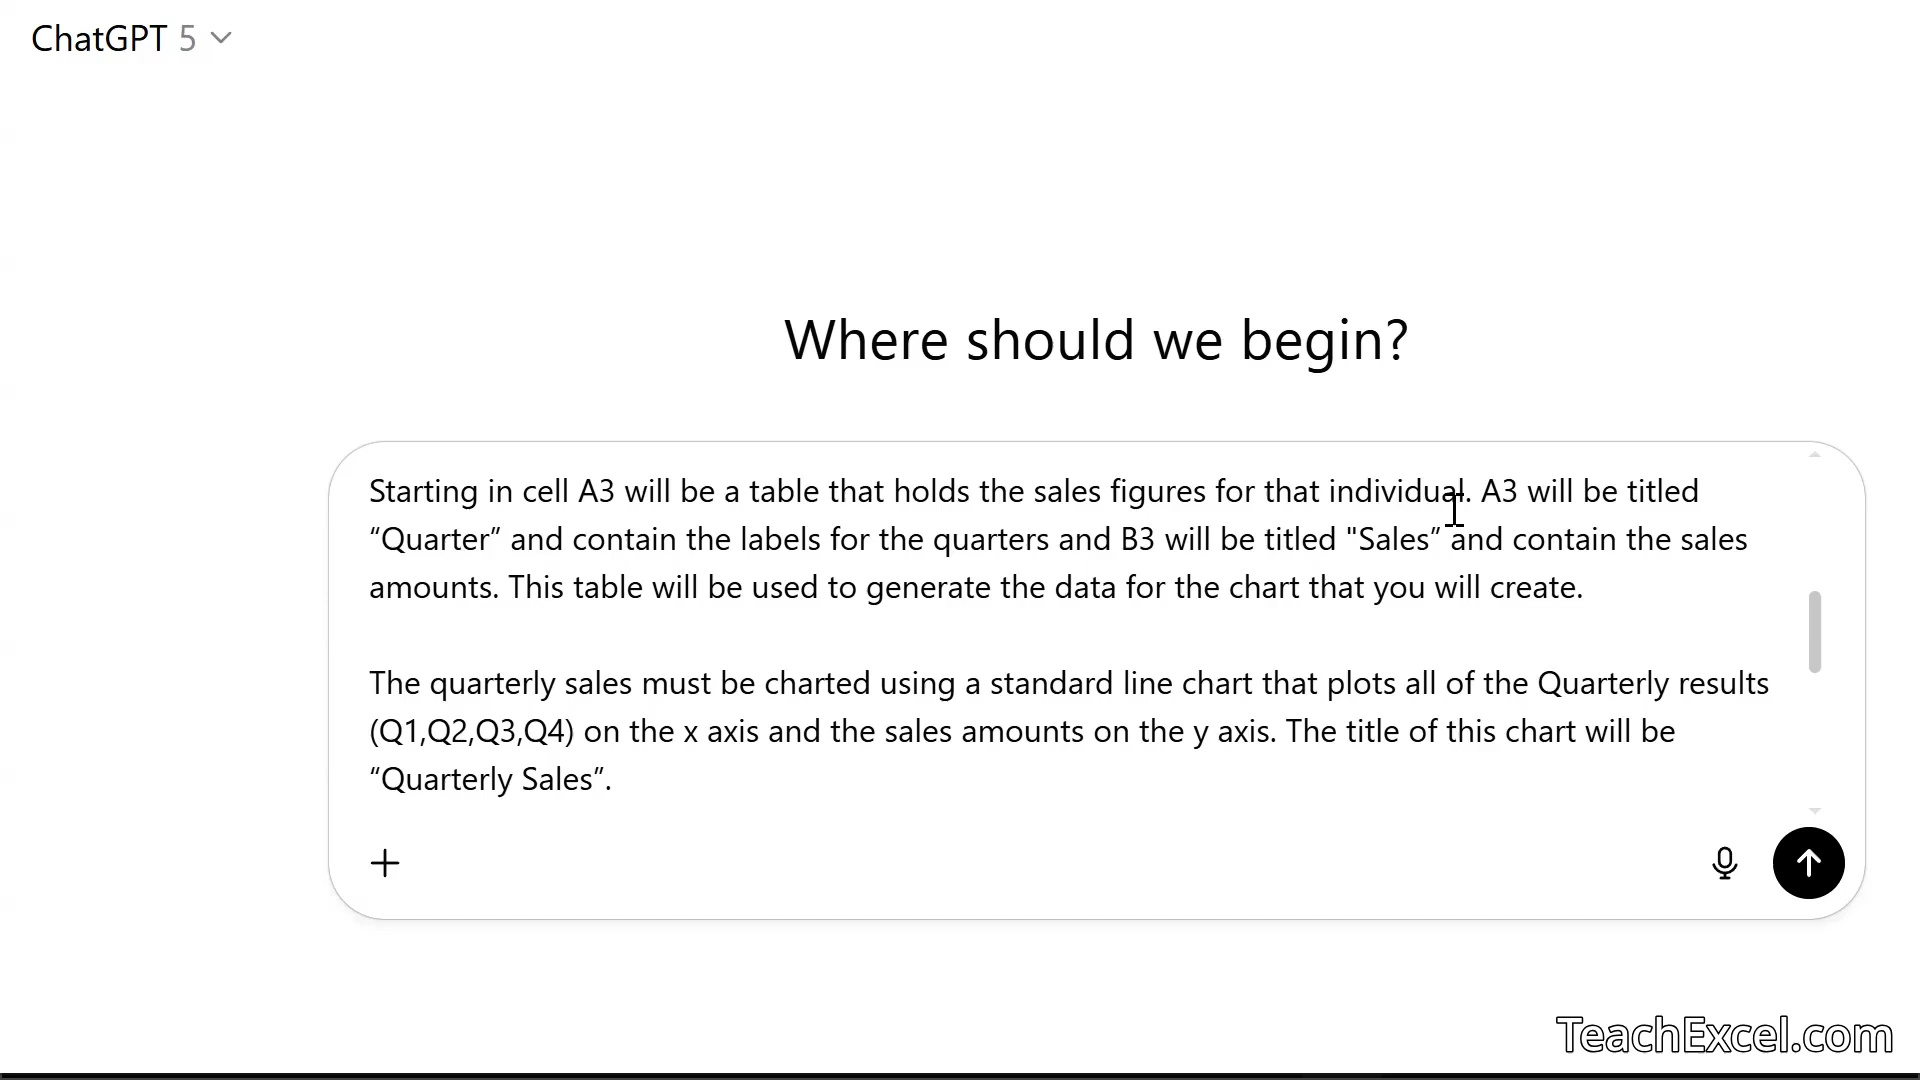 ChatGPT 5
Where should we begin?
Starting in cell A3 will be a table that holds the sales figures for that individual. A3 will be titled
“Quarter” and contain the labels for the quarters and B3 will be titled "Sales” and contain the sales
amounts. This table will be used to generate the data for the chart that you will create.
The quarterly sales must be charted using a standard line chart that plots all of the Quarterly results
(Q1,Q2,Q3,Q4) on the x axis and the sales amounts on the y axis. The title of this chart will be
“Quarterly Sales”.
TeachExcel.com